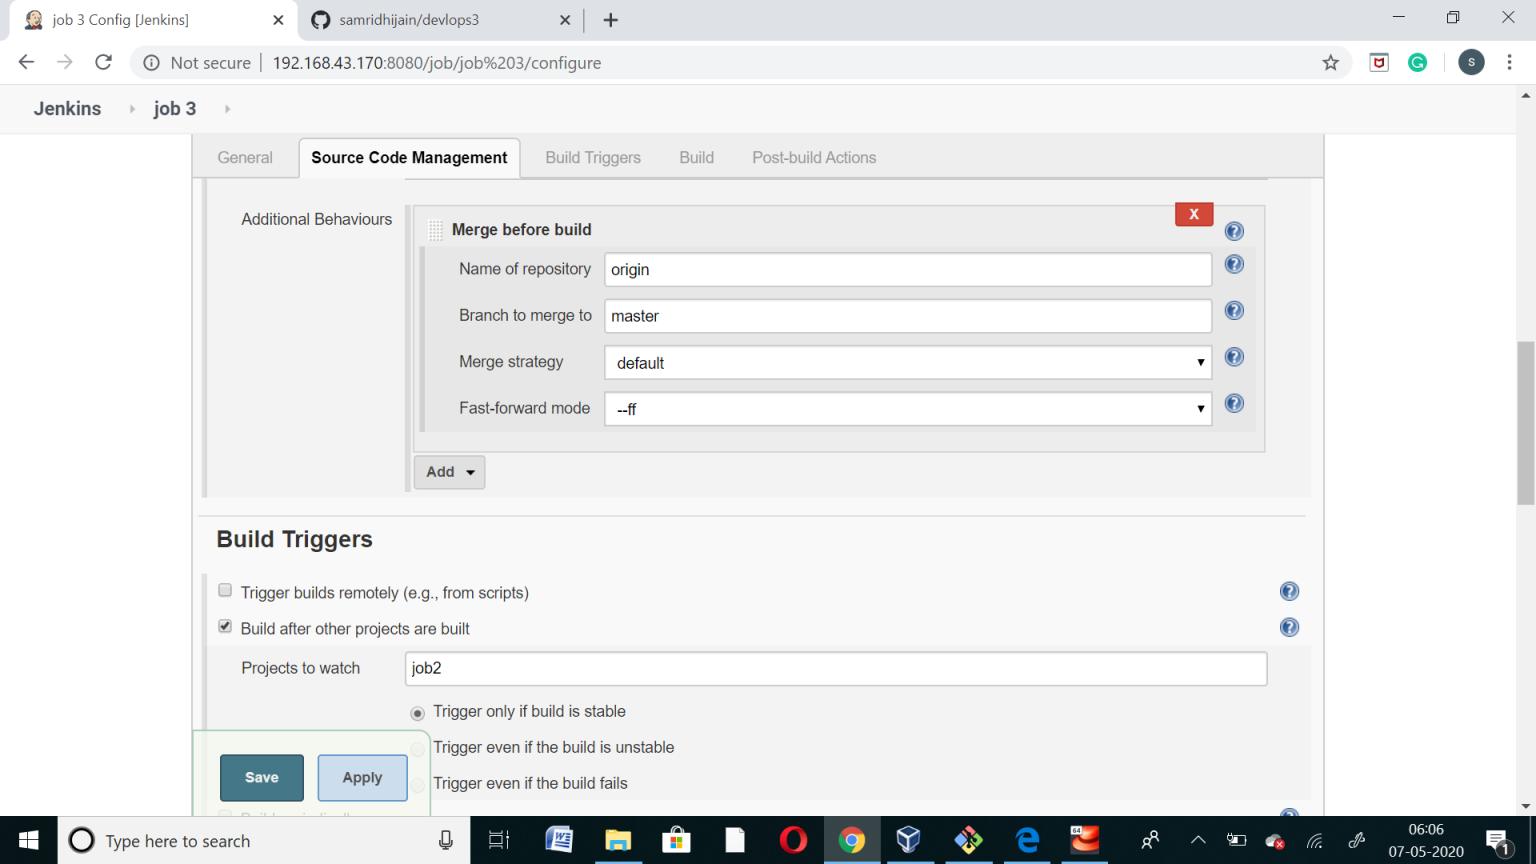 job 3 Config [Jenkins]
samridhijain/devlops3
Not secure
192.168.43.170:8080/job/job%203/configure
S
Jenkins
job 3
General
Source Code Management
Build Triggers
Build
Post-build Actions
Additional Behaviours
X
Merge before build
Name of repository
origin
Branch to merge to
master
Merge strategy
default
Fast-forward mode
--ff
Add
Build Triggers
Trigger builds remotely (e.g., from scripts)
Build after other projects are built
Projects to watch
job2
Trigger only if build is stable
Trigger even if the build is unstable
Trigger even if the build fails
Save
Apply
Type here to search
64
06:06
07-05-2020
1